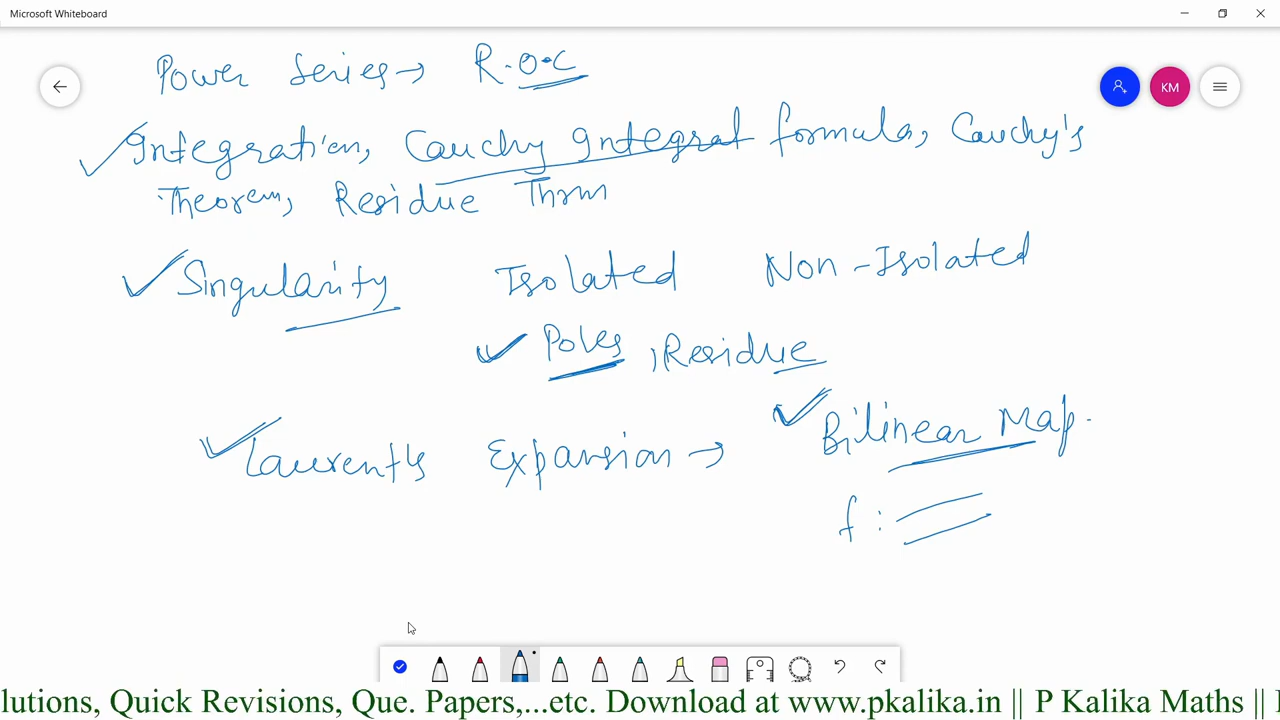 Microsoft Whiteboard
Power Series → R.O.C
KM
Integration, Cauchy Integral formula, Cauchy's
Theorem, Residue Thrm
Singularity Isolated Non-Isolated
Poles, Residue
Bilinear Map.
Laurent's Expansion →
f :
lutions, Quick Revisions, Que. Papers,...etc. Download at www.pkalika.in || P Kalika Maths ||